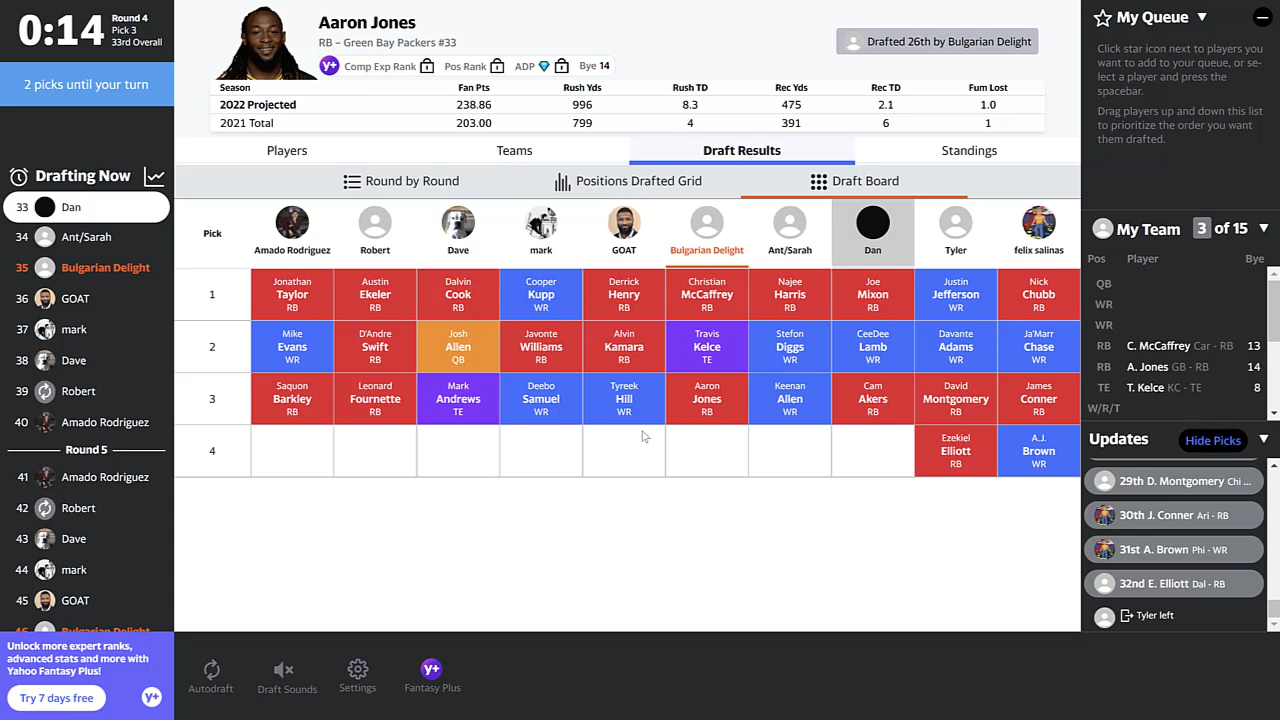 0:14
Round 4
Pick 3
33rd Overall
2 picks until your turn
Drafting Now
33 Dan
34 Ant/Sarah
35 Bulgarian Delight
36 GOAT
37 mark
38 Dave
39 Robert
40 Amado Rodriguez
Round 5
41 Amado Rodriguez
42 Robert
43 Dave
44 mark
45 GOAT
46 Bulgarian Delight
Unlock more expert ranks,
advanced stats and more with
Yahoo Fantasy Plus!
Try 7 days free
y+
Aaron Jones
RB – Green Bay Packers #33
y+ Comp Exp Rank Pos Rank ADP Bye 14
Drafted 26th by Bulgarian Delight
Season Fan Pts Rush Yds Rush TD Rec Yds Rec TD Fum Lost
2022 Projected 238.86 996 8.3 475 2.1 1.0
2021 Total 203.00 799 4 391 6 1
Players Teams Draft Results Standings
Round by Round Positions Drafted Grid Draft Board
Pick Amado Rodriguez Robert Dave mark GOAT Bulgarian Delight Ant/Sarah Dan Tyler felix salinas
Jonathan Austin Dalvin Cooper Derrick Christian Najee Joe Justin Nick
1 Taylor Ekeler Cook Kupp Henry McCaffrey Harris Mixon Jefferson Chubb
RB RB RB WR RB RB RB RB WR RB
Mike D'Andre Josh Javonte Alvin Travis Stefon CeeDee Davante Ja'Marr
2 Evans Swift Allen Williams Kamara Kelce Diggs Lamb Adams Chase
WR RB QB RB RB TE WR WR WR WR
Saquon Leonard Mark Deebo Tyreek Aaron Keenan Cam David James
3 Barkley Fournette Andrews Samuel Hill Jones Allen Akers Montgomery Conner
RB RB TE WR WR RB WR RB RB RB
Ezekiel A.J.
4 Elliott Brown
RB WR
Autodraft Draft Sounds Settings Fantasy Plus
y+
My Queue
Click star icon next to players you
want to add to your queue, or se-
lect a player and press the
spacebar.
Drag players up and down this list
to prioritize the order you want
them drafted.
My Team 3 of 15
Pos Player Bye
QB
WR
WR
RB C. McCaffrey Car - RB 13
RB A. Jones GB - RB 14
TE T. Kelce KC - TE 8
W/R/T
Updates Hide Picks
29th D. Montgomery Chi ...
30th J. Conner Ari - RB
31st A. Brown Phi - WR
32nd E. Elliott Dal - RB
Tyler left